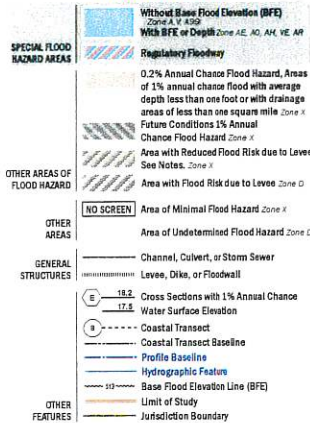 Without Base Flood Elevation (BFE)
Zone A, V, A99
SPECIAL FLOOD
HAZARD AREAS
With BFE or Depth Zone AE, AO, AH, VE, AR
Regulatory Floodway
0.2% Annual Chance Flood Hazard, Areas
of 1% annual chance flood with average
depth less than one foot or with drainage
areas of less than one square mile Zone X
Future Conditions 1% Annual
Chance Flood Hazard Zone X
Area with Reduced Flood Risk due to Levee
See Notes. Zone X
OTHER AREAS OF
FLOOD HAZARD
Area with Flood Risk due to Levee Zone D
NO SCREEN Area of Minimal Flood Hazard Zone X
OTHER
AREAS
Area of Undetermined Flood Hazard Zone D
GENERAL
STRUCTURES
Channel, Culvert, or Storm Sewer
Levee, Dike, or Floodwall
E 18.2 Cross Sections with 1% Annual Chance
17.5 Water Surface Elevation
8 Coastal Transect
Coastal Transect Baseline
Profile Baseline
Hydrographic Feature
513 Base Flood Elevation Line (BFE)
OTHER
FEATURES
Limit of Study
Jurisdiction Boundary